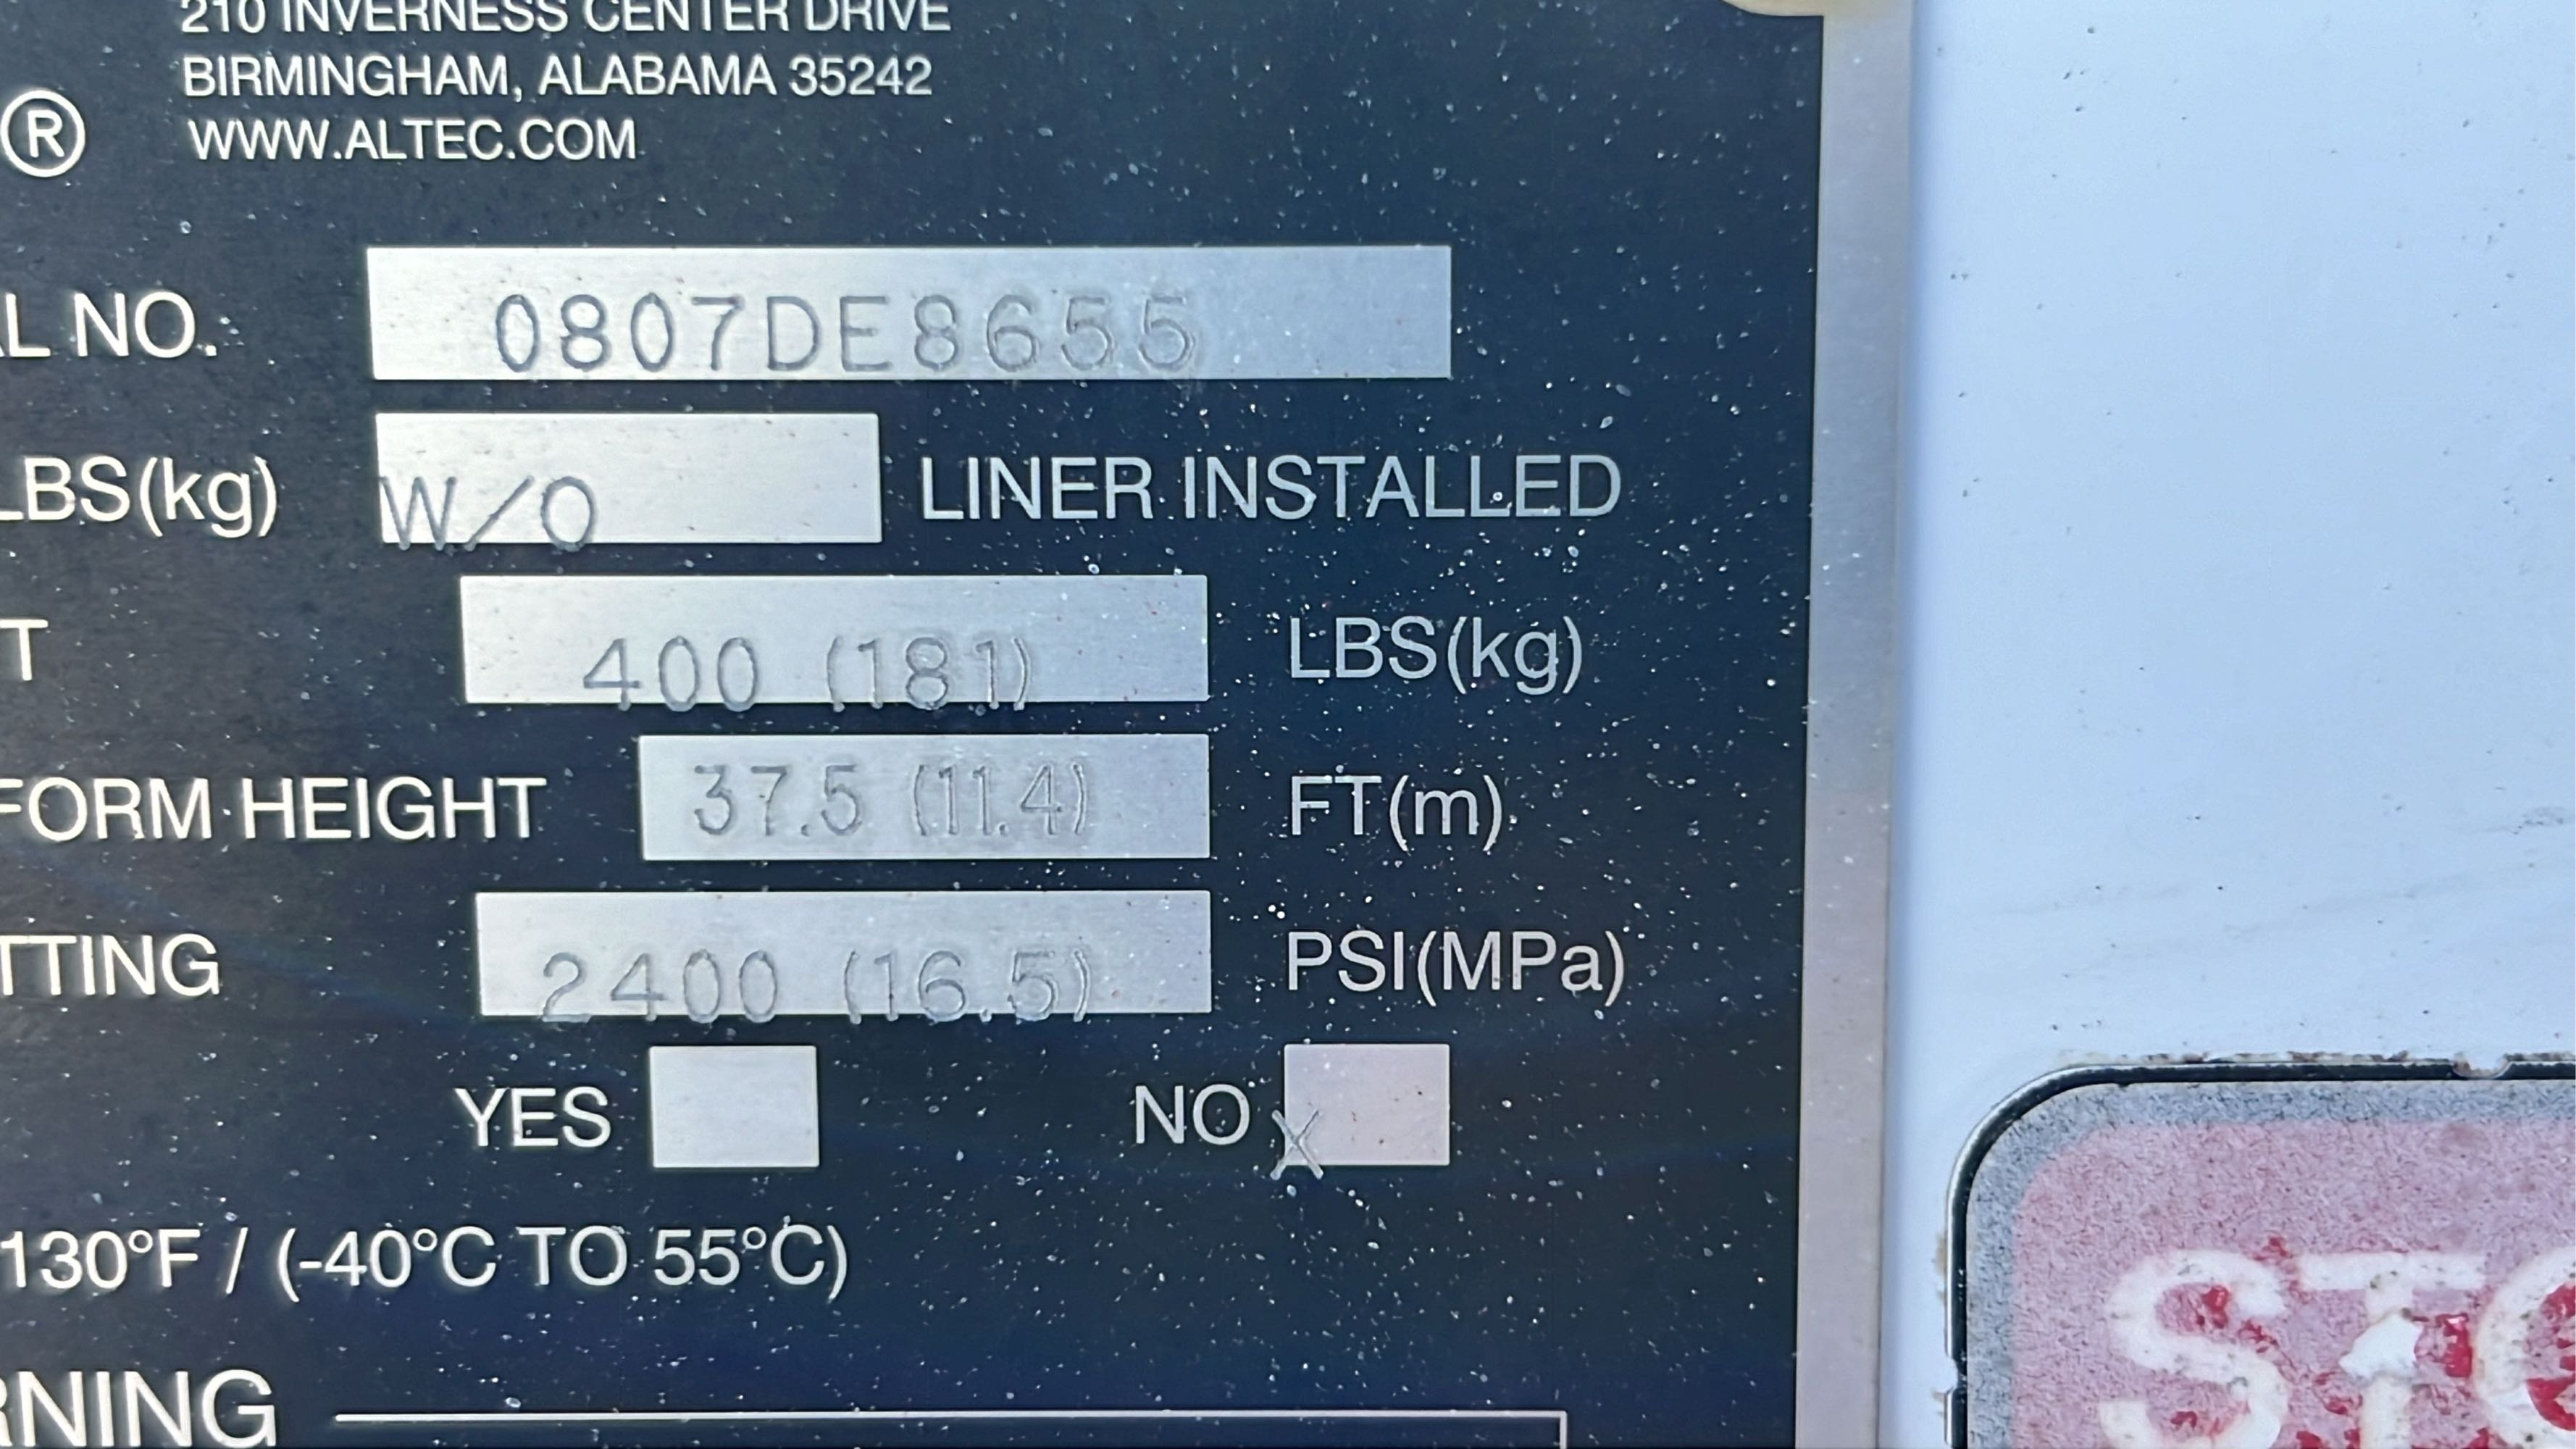 210 INVERNESS CENTER DRIVE
BIRMINGHAM, ALABAMA 35242
® WWW.ALTEC.COM
AL NO. 0807DE8655
LBS(kg) W/O LINER INSTALLED
T 400 (181) LBS(kg)
FORM HEIGHT 37.5 (11.4) FT(m)
TTING 2400 (16.5) PSI(MPa)
YES NO X
130°F / (-40°C TO 55°C)
RNING
STO